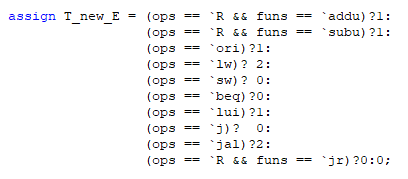 assign T_new_E = (ops == `R && funs == `addu)?1:
(ops == `R && funs == `subu)?1:
(ops == `ori)?1:
(ops == `lw)? 2:
(ops == `sw)? 0:
(ops == `beq)?0:
(ops == `lui)?1:
(ops == `j)?  0:
(ops == `jal)?2:
(ops == `R && funs == `jr)?0:0;